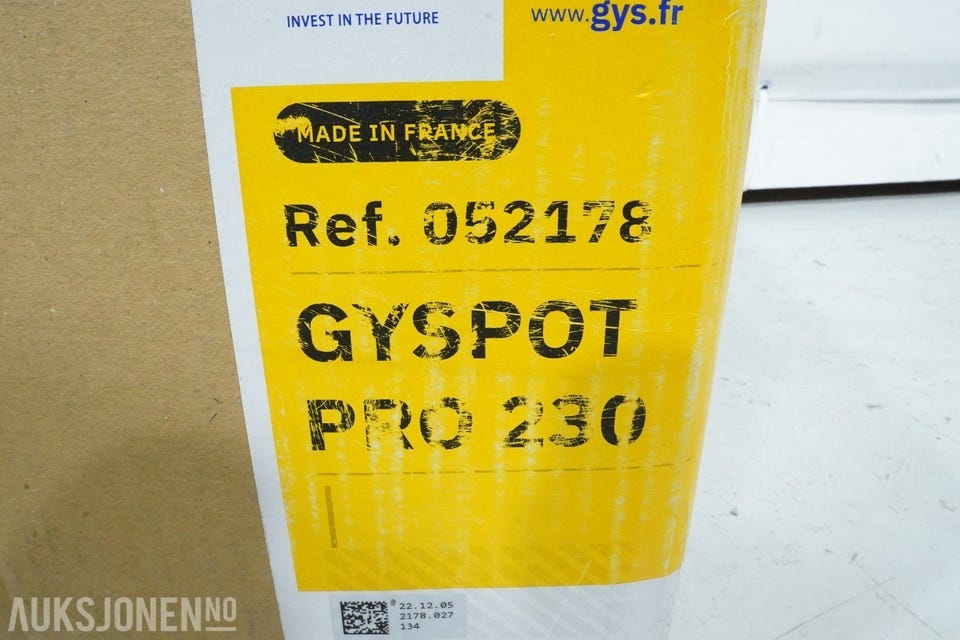 INVEST IN THE FUTURE
www.gys.fr
MADE IN FRANCE
Ref. 052178
GYSPOT
PRO 230
@ 22.12.05
2178.027
134
AUKSJONEN.NO